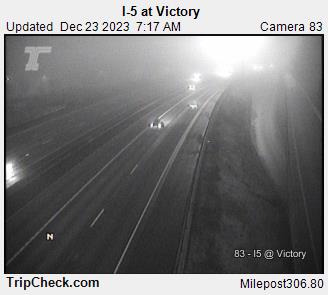 I-5 at Victory
Updated Dec 23 2023 7:17 AM Camera 83
T
N
83 - I5 @ Victory
TripCheck.com Milepost306.80